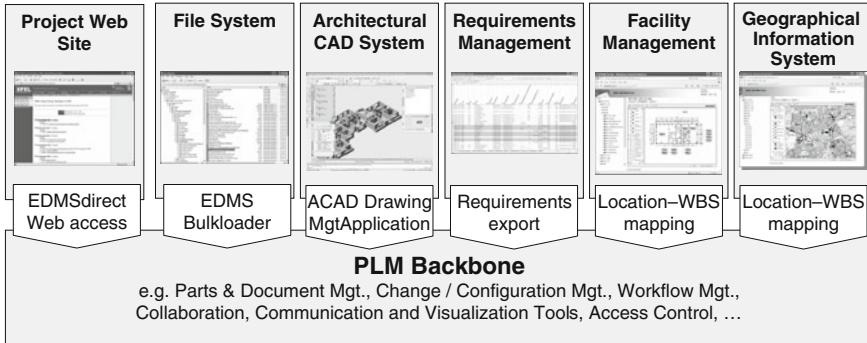 Project Web
Site
File System
Architectural
CAD System
Requirements
Management
Facility
Management
Geographical
Information
System
XFEL
EDMSdirect
Web access
EDMS
Bulkloader
ACAD Drawing
MgtApplication
Requirements
export
Location–WBS
mapping
Location–WBS
mapping
PLM Backbone
e.g. Parts & Document Mgt., Change / Configuration Mgt., Workflow Mgt.,
Collaboration, Communication and Visualization Tools, Access Control, …